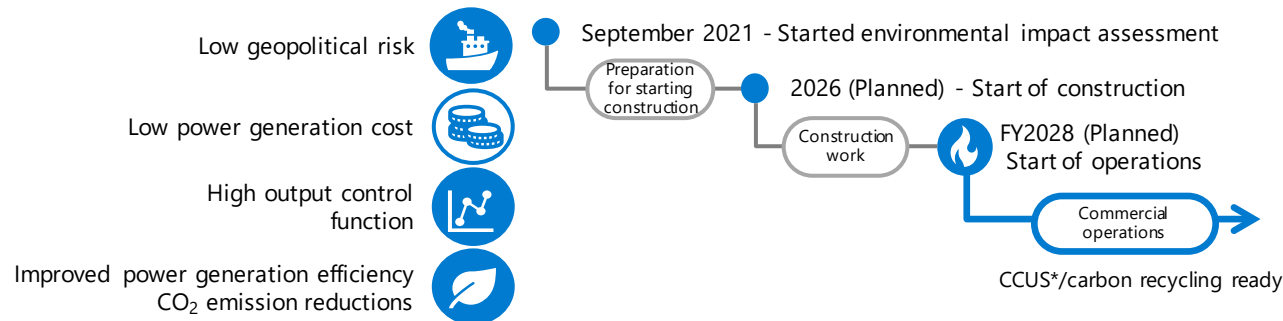 Low geopolitical risk
Low power generation cost
High output control
function
Improved power generation efficiency
CO₂ emission reductions
September 2021 - Started environmental impact assessment
Preparation
for starting
construction
2026 (Planned) - Start of construction
Construction
work
FY2028 (Planned)
Start of operations
Commercial
operations
CCUS*/carbon recycling ready